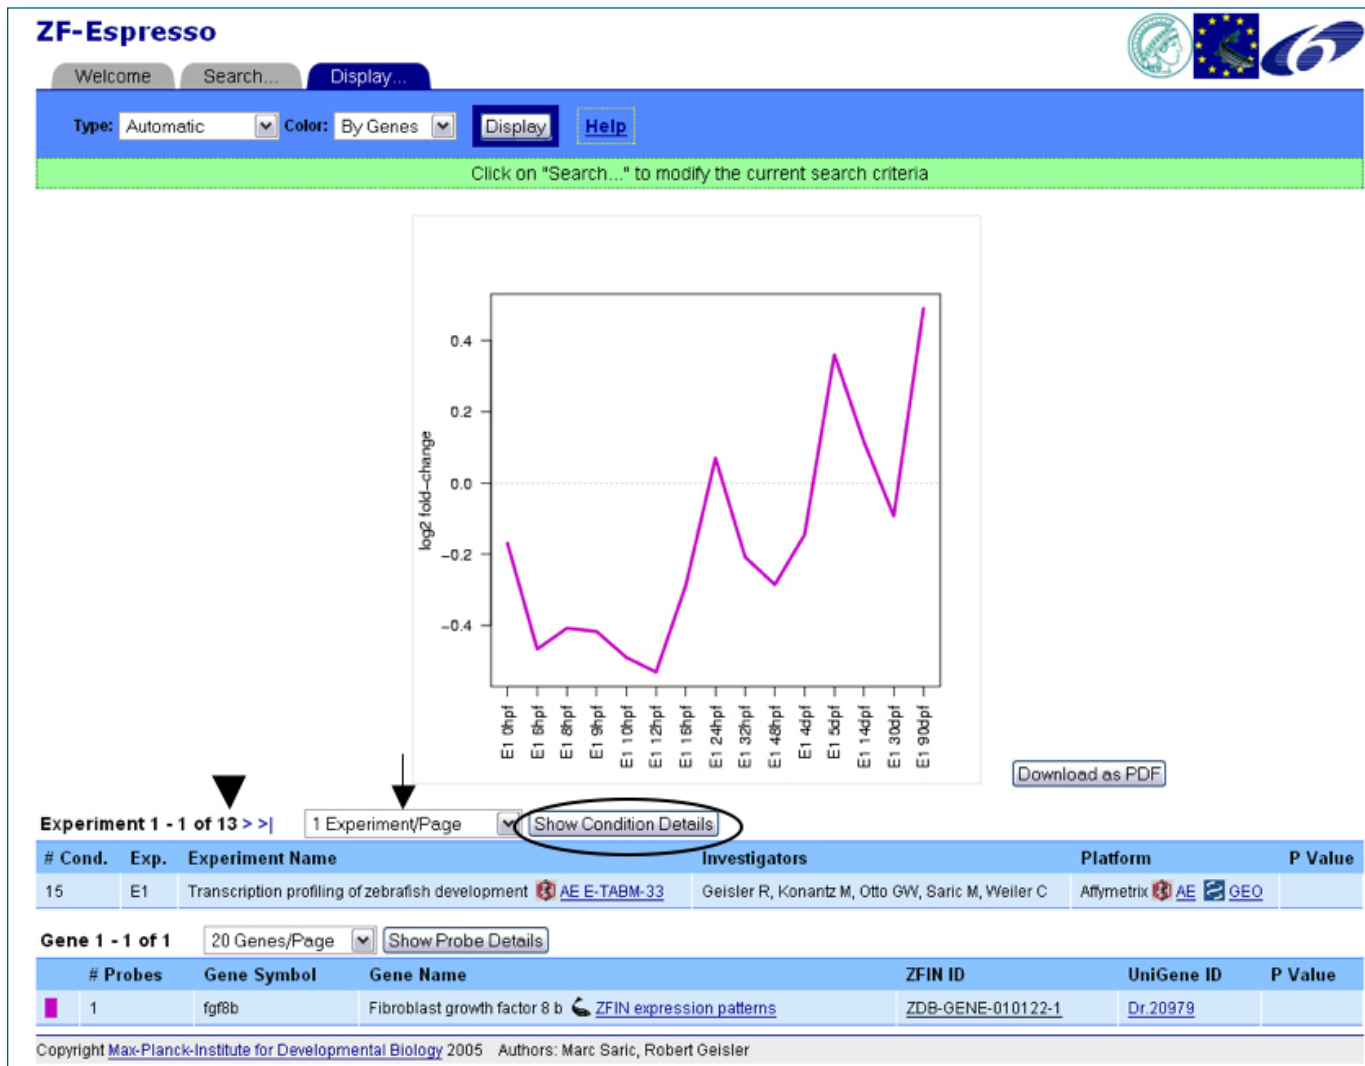 ZF-Espresso
6
Welcome Search... Display...
Type: Automatic Color: By Genes Display Help
Click on "Search..." to modify the current search criteria
0.4
0.2
0.0
−0.2
−0.4
log2 fold−change
E1 0hpf
E1 6hpf
E1 8hpf
E1 9hpf
E1 10hpf
E1 12hpf
E1 16hpf
E1 24hpf
E1 32hpf
E1 48hpf
E1 4dpf
E1 5dpf
E1 14dpf
E1 30dpf
E1 90dpf
Download as PDF
Experiment 1 - 1 of 13 > >| 1 Experiment/Page Show Condition Details
# Cond. Exp. Experiment Name Investigators Platform P Value
15 E1 Transcription profiling of zebrafish development AE E-TABM-33 Geisler R, Konantz M, Otto GW, Saric M, Weiler C Affymetrix AE GEO
Gene 1 - 1 of 1 20 Genes/Page Show Probe Details
# Probes Gene Symbol Gene Name ZFIN ID UniGene ID P Value
1 fgf8b Fibroblast growth factor 8 b ZFIN expression patterns ZDB-GENE-010122-1 Dr.20979
Copyright Max-Planck-Institute for Developmental Biology 2005 Authors: Marc Saric, Robert Geisler